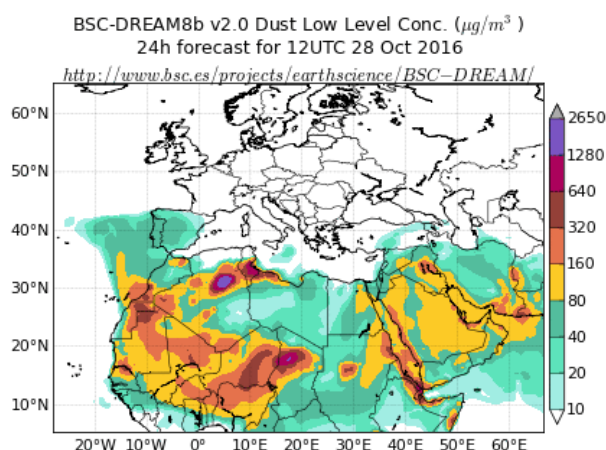 BSC-DREAM8b v2.0 Dust Low Level Conc. (μg/m³ )
24h forecast for 12UTC 28 Oct 2016
http://www.bsc.es/projects/earthscience/BSC−DREAM/
60°N
50°N
40°N
30°N
20°N
10°N
20°W
10°W
0°
10°E
20°E
30°E
40°E
50°E
60°E
2650
1280
640
320
160
80
40
20
10